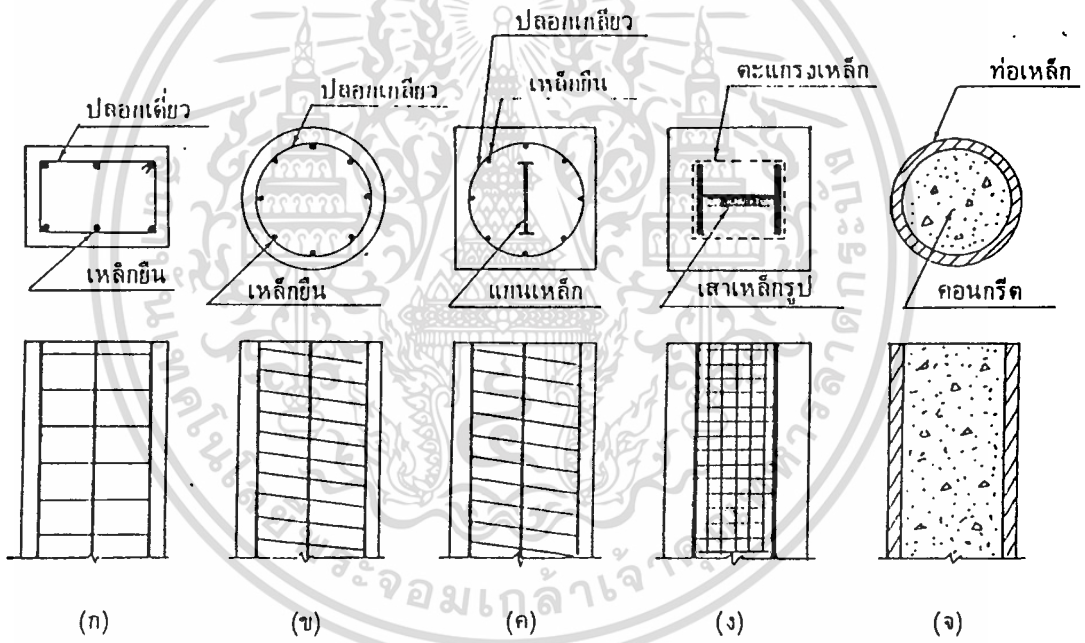 ปลอกเดี่ยว
เหล็กยืน
ปลอกเกลียว
เหล็กยืน
ปลอกเกลียว
เหล็กยืน
แกนเหล็ก
ตะแกรงเหล็ก
เสาเหล็กรูป
ท่อเหล็ก
คอนกรีต
(ก) (ข) (ค) (ง) (จ)